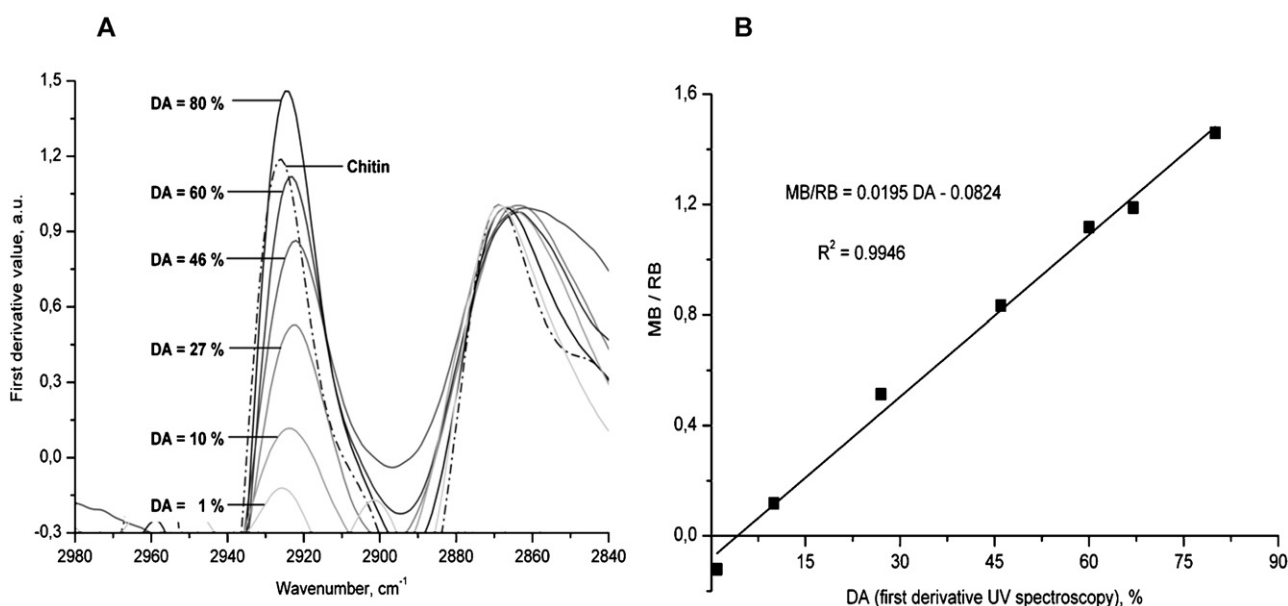 A
First derivative value, a.u.
1,5
1,2
0,9
0,6
0,3
0,0
-0,3
DA = 80 %
Chitin
DA = 60 %
DA = 46 %
DA = 27 %
DA = 10 %
DA = 1 %
2980 2960 2940 2920 2900 2880 2860 2840
Wavenumber, cm⁻¹
B
MB / RB
1,6
1,2
0,8
0,4
0,0
MB/RB = 0.0195 DA - 0.0824
R² = 0.9946
15 30 45 60 75 90
DA (first derivative UV spectroscopy), %